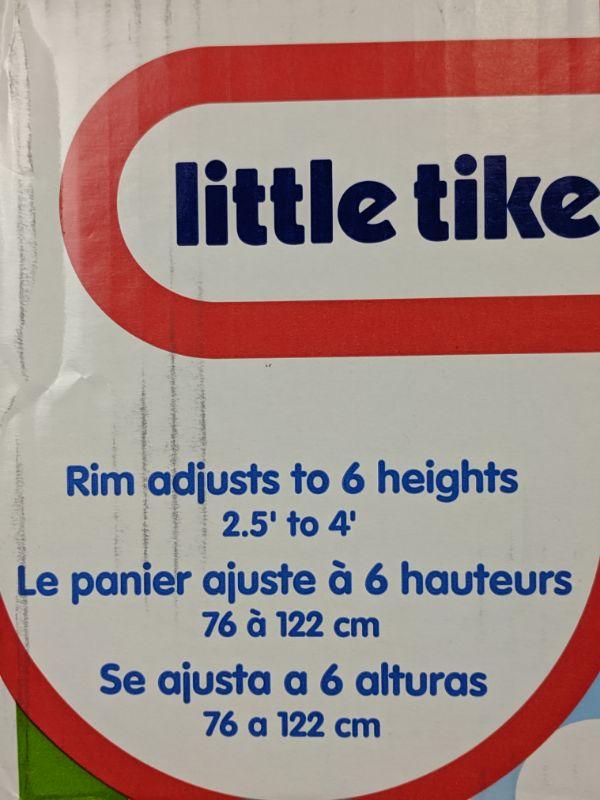 little tike
Rim adjusts to 6 heights
2.5' to 4'
Le panier ajuste à 6 hauteurs
76 à 122 cm
Se ajusta a 6 alturas
76 a 122 cm